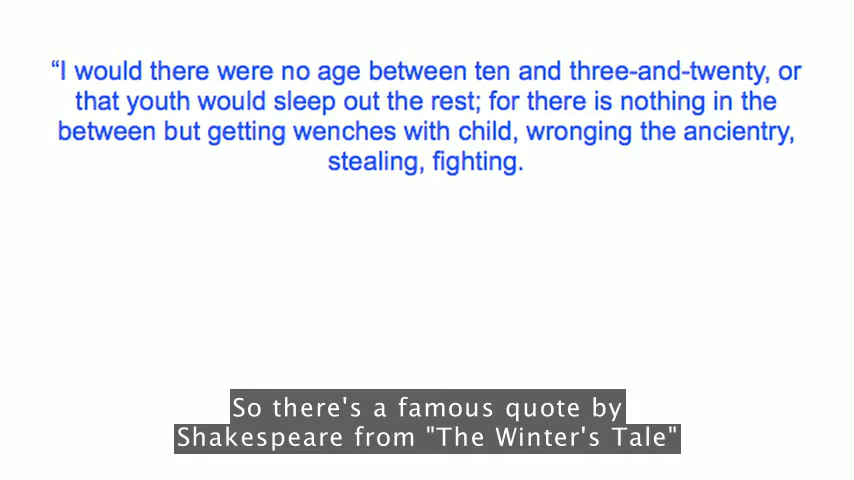 “I would there were no age between ten and three-and-twenty, or
that youth would sleep out the rest; for there is nothing in the
between but getting wenches with child, wronging the ancientry,
stealing, fighting.
So there's a famous quote by
Shakespeare from "The Winter's Tale"